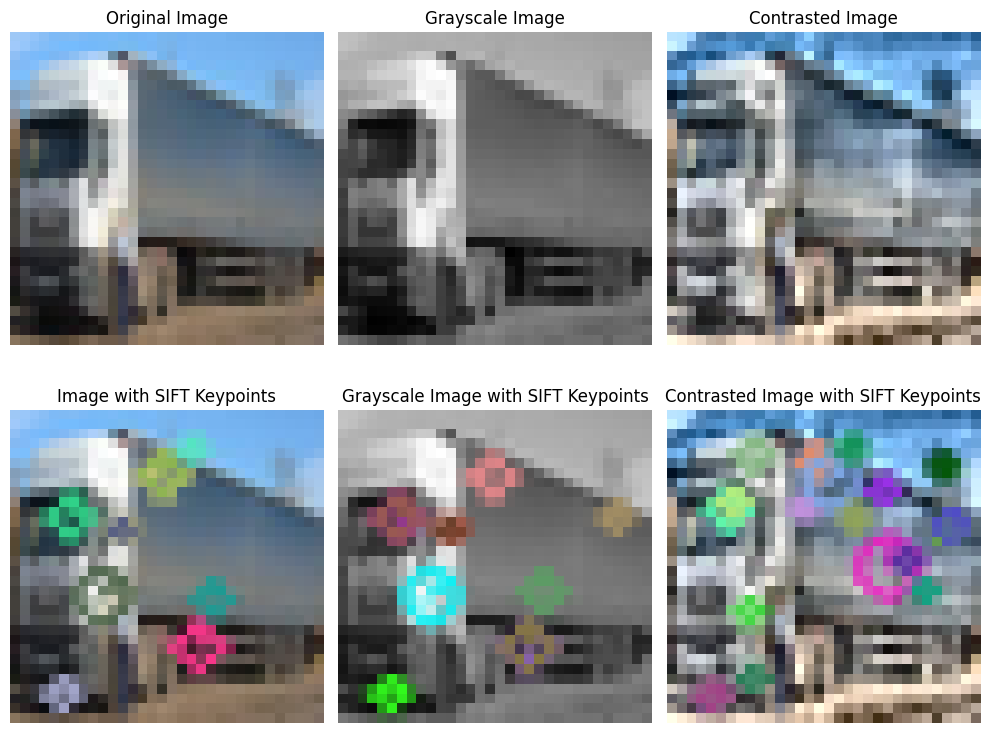 Original Image
Grayscale Image
Contrasted Image
Image with SIFT Keypoints
Grayscale Image with SIFT Keypoints
Contrasted Image with SIFT Keypoints